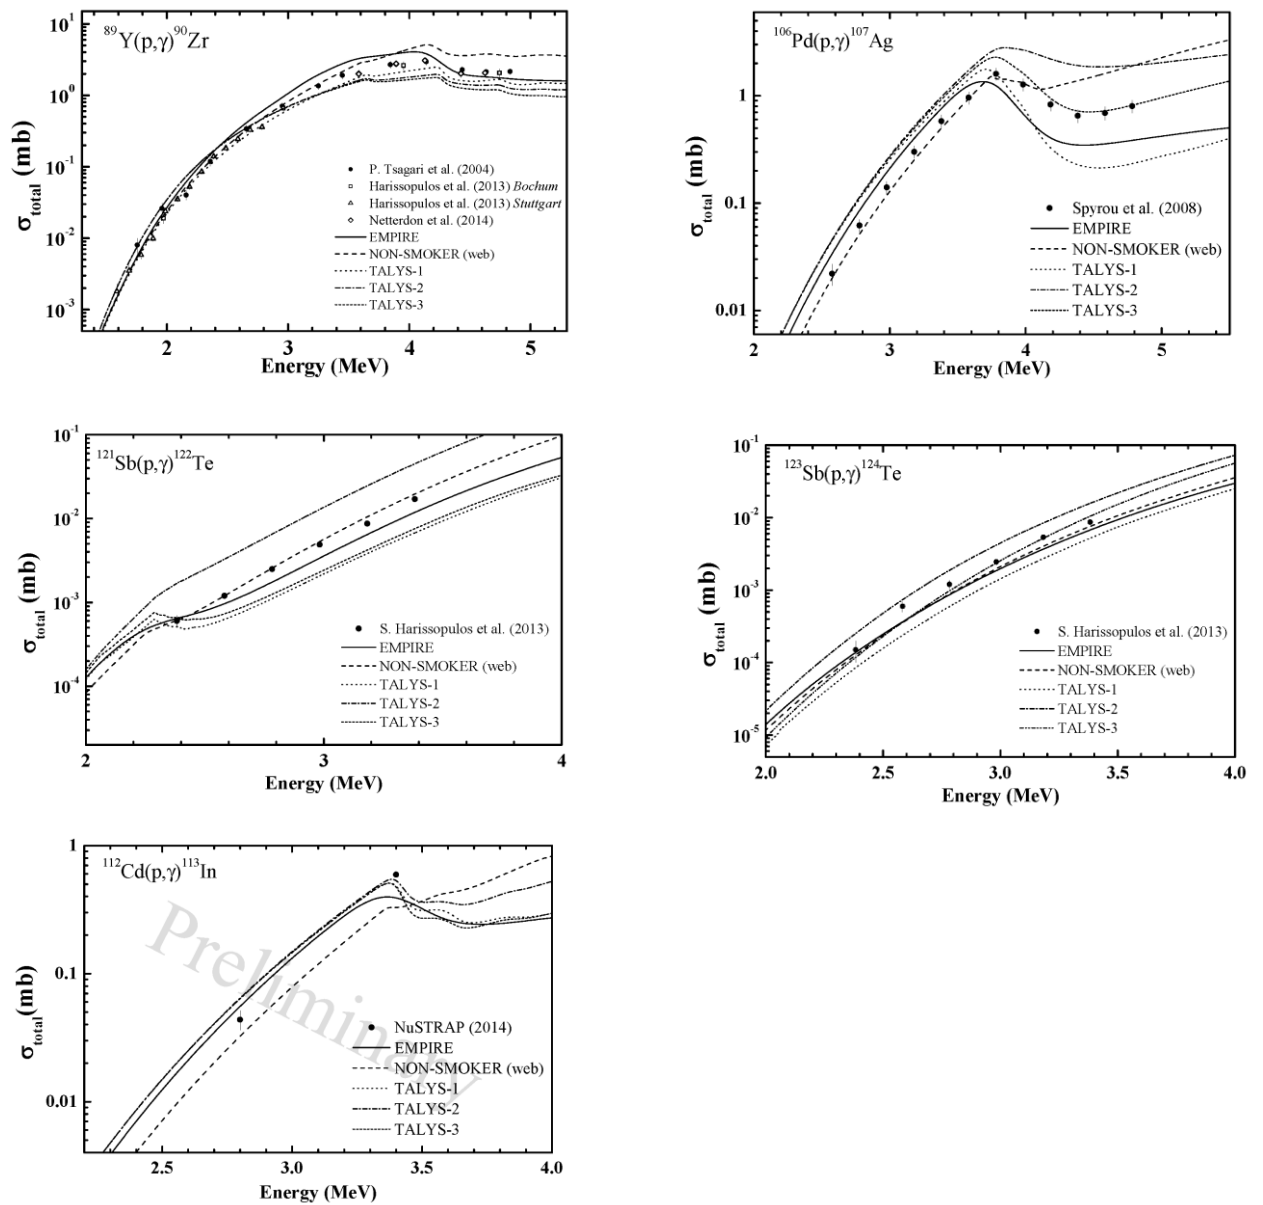 ⁸⁹Y(p,γ)⁹⁰Zr
10¹
10⁰
10⁻¹
10⁻²
10⁻³
σtotal (mb)
P. Tsagari et al. (2004)
Harissopulos et al. (2013) Bochum
Harissopulos et al. (2013) Stuttgart
Netterdon et al. (2014)
EMPIRE
NON-SMOKER (web)
TALYS-1
TALYS-2
TALYS-3
2 3 4 5
Energy (MeV)
¹⁰⁶Pd(p,γ)¹⁰⁷Ag
1
0.1
0.01
σtotal (mb)
Spyrou et al. (2008)
EMPIRE
NON-SMOKER (web)
TALYS-1
TALYS-2
TALYS-3
2 3 4 5
Energy (MeV)
¹²¹Sb(p,γ)¹²²Te
10⁻¹
10⁻²
10⁻³
10⁻⁴
σtotal (mb)
S. Harissopulos et al. (2013)
EMPIRE
NON-SMOKER (web)
TALYS-1
TALYS-2
TALYS-3
2 3 4
Energy (MeV)
¹²³Sb(p,γ)¹²⁴Te
10⁻¹
10⁻²
10⁻³
10⁻⁴
10⁻⁵
σtotal (mb)
S. Harissopulos et al. (2013)
EMPIRE
NON-SMOKER (web)
TALYS-1
TALYS-2
TALYS-3
2.0 2.5 3.0 3.5 4.0
Energy (MeV)
¹¹²Cd(p,γ)¹¹³In
1
0.1
0.01
σtotal (mb)
Preliminary
NuSTRAP (2014)
EMPIRE
NON-SMOKER (web)
TALYS-1
TALYS-2
TALYS-3
2.5 3.0 3.5 4.0
Energy (MeV)